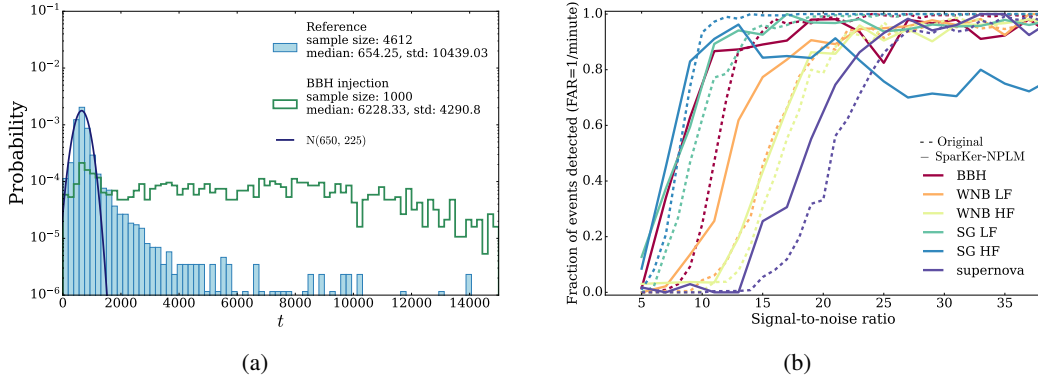 Reference
sample size: 4612
median: 654.25, std: 10439.03
BBH injection
sample size: 1000
median: 6228.33, std: 4290.8
N(650, 225)
Probability
10⁻¹
10⁻²
10⁻³
10⁻⁴
10⁻⁵
10⁻⁶
0 2000 4000 6000 8000 10000 12000 14000
t
(a)
Fraction of events detected (FAR=1/minute)
1.0
0.8
0.6
0.4
0.2
0.0
Original
SparKer-NPLM
BBH
WNB LF
WNB HF
SG LF
SG HF
supernova
5 10 15 20 25 30 35
Signal-to-noise ratio
(b)